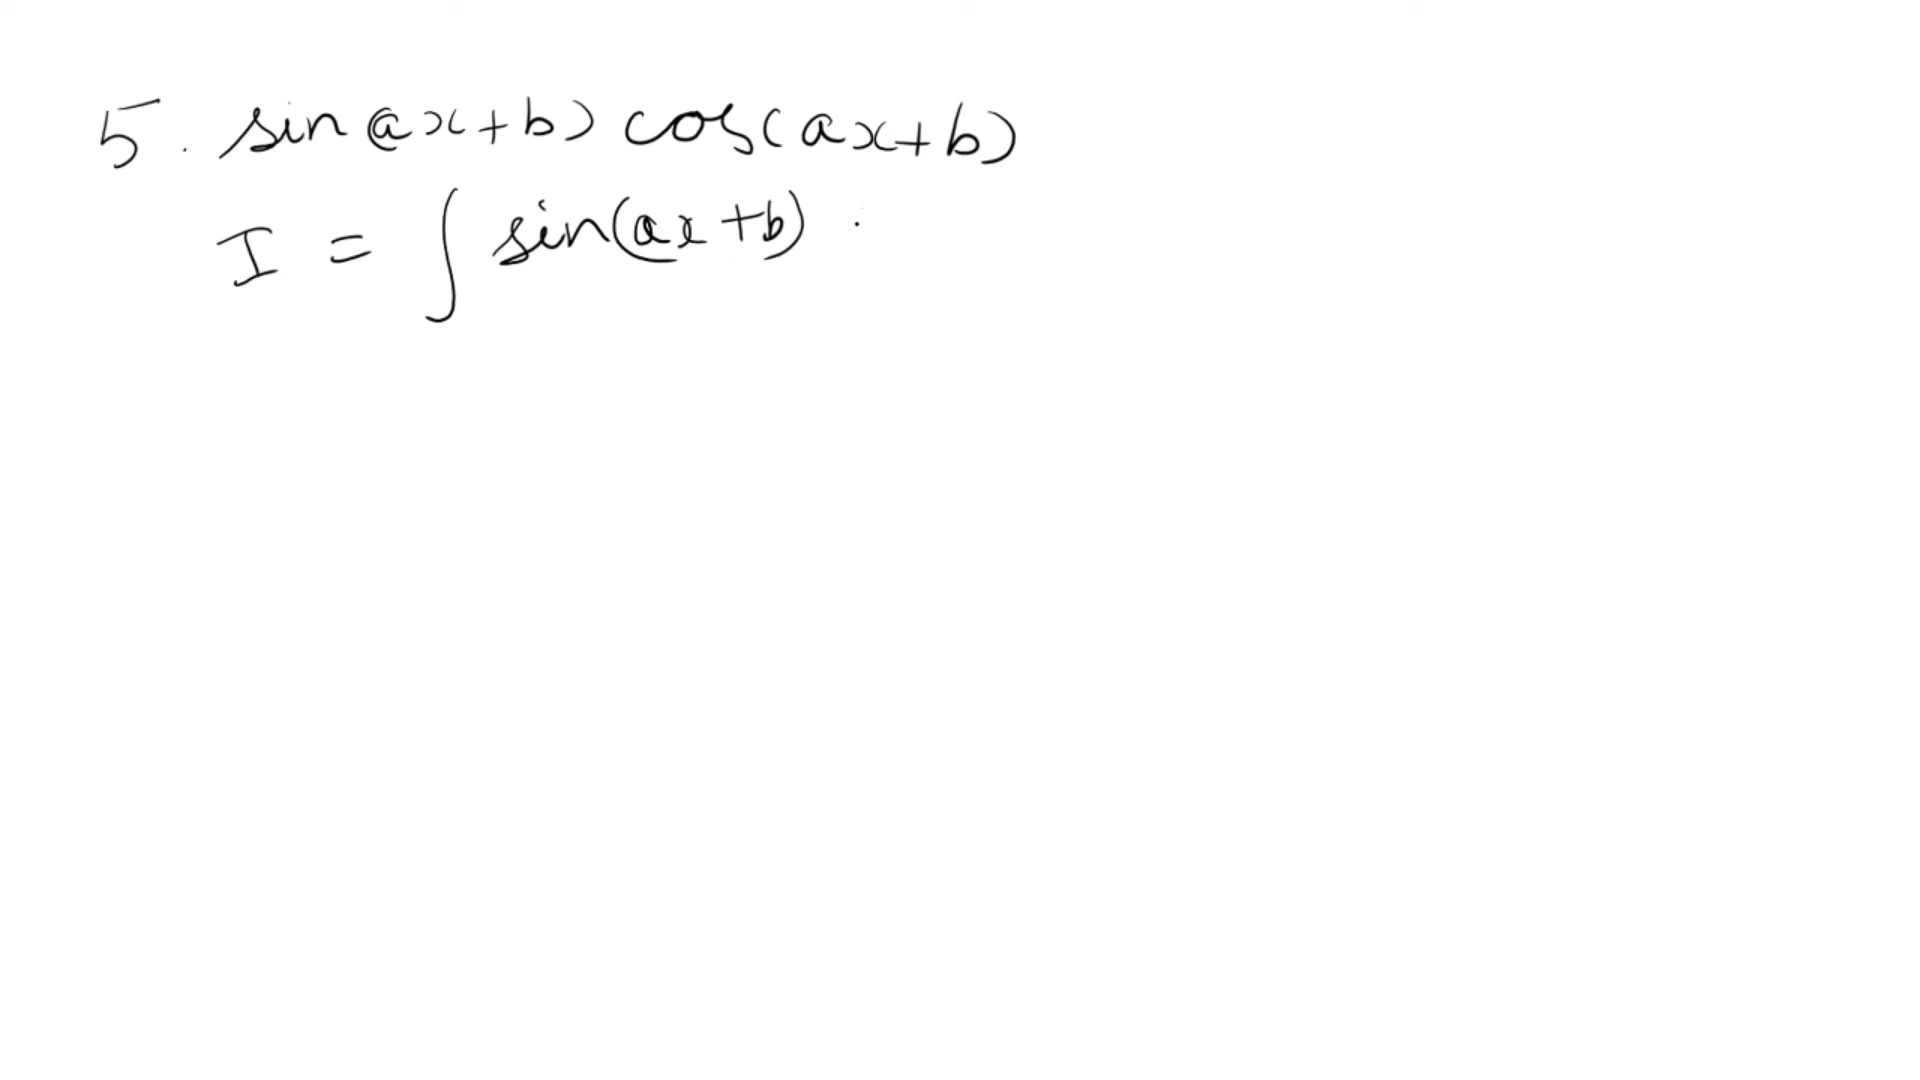 5. sin(ax+b) cos(ax+b)
I = ∫ sin(ax+b) .